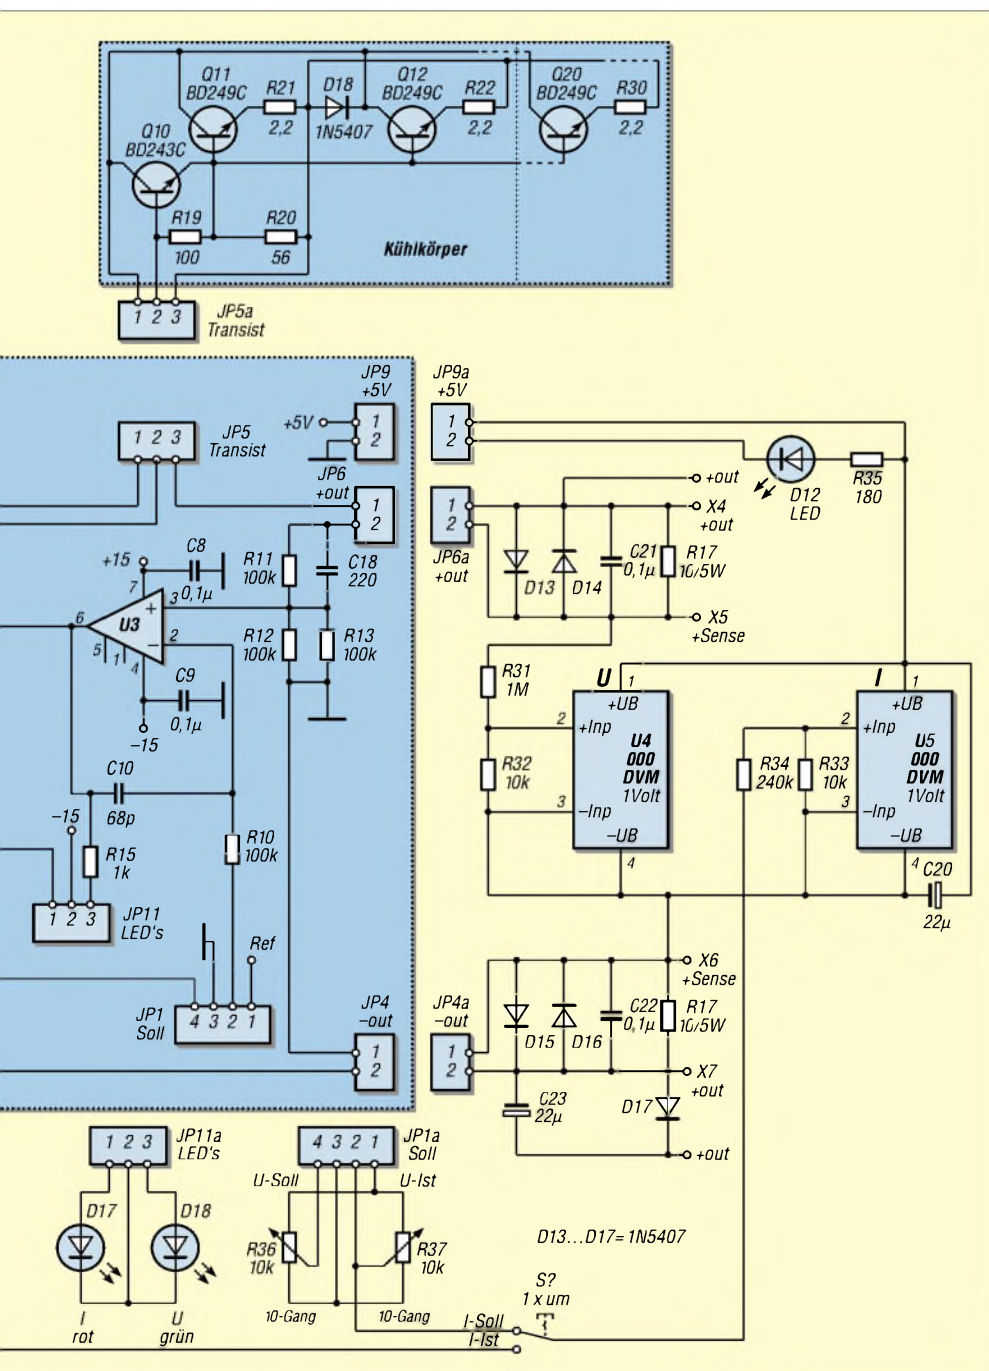 Q11
BD249C
R21
2,2
D18
1N5407
Q12
BD249C
R22
2,2
Q20
BD249C
R30
2,2
Q10
BD243C
R19
100
R20
56
Kühlkörper
1 2 3
JP5a
Transist
JP9
+5V
JP9a
+5V
+5V
1
2
1
2
1 2 3
JP5
Transist
JP6
+out
1
2
1
2
JP6a
+out
D12
LED
R35
180
+out
X4
+out
+15
7
C8
0,1µ
R11
100k
C18
220
D13
D14
C21
0,1µ
R17
10/5W
X5
+Sense
6
U3
+
−
3
2
5
1
4
R12
100k
R13
100k
C9
0,1µ
−15
R31
1M
U
1
+UB
2
+Inp
U4
000
DVM
1Volt
3
−Inp
−UB
4
R32
10k
R34
240k
R33
10k
I
1
+UB
2
+Inp
U5
000
DVM
1Volt
3
−Inp
−UB
4
C20
22µ
C10
68p
−15
R15
1k
R10
100k
1 2 3
JP11
LED's
Ref
JP1
Soll
4 3 2 1
JP4
−out
1
2
JP4a
−out
1
2
X6
+Sense
D15
D16
C22
0,1µ
R17
10/5W
X7
+out
C23
22µ
D17
+out
1 2 3
JP11a
LED's
4 3 2 1
JP1a
Soll
U-Soll
U-Ist
D17
D18
R36
10k
R37
10k
10-Gang
10-Gang
I
rot
U
grün
D13...D17= 1N5407
S?
1 x um
I-Soll
I-Ist